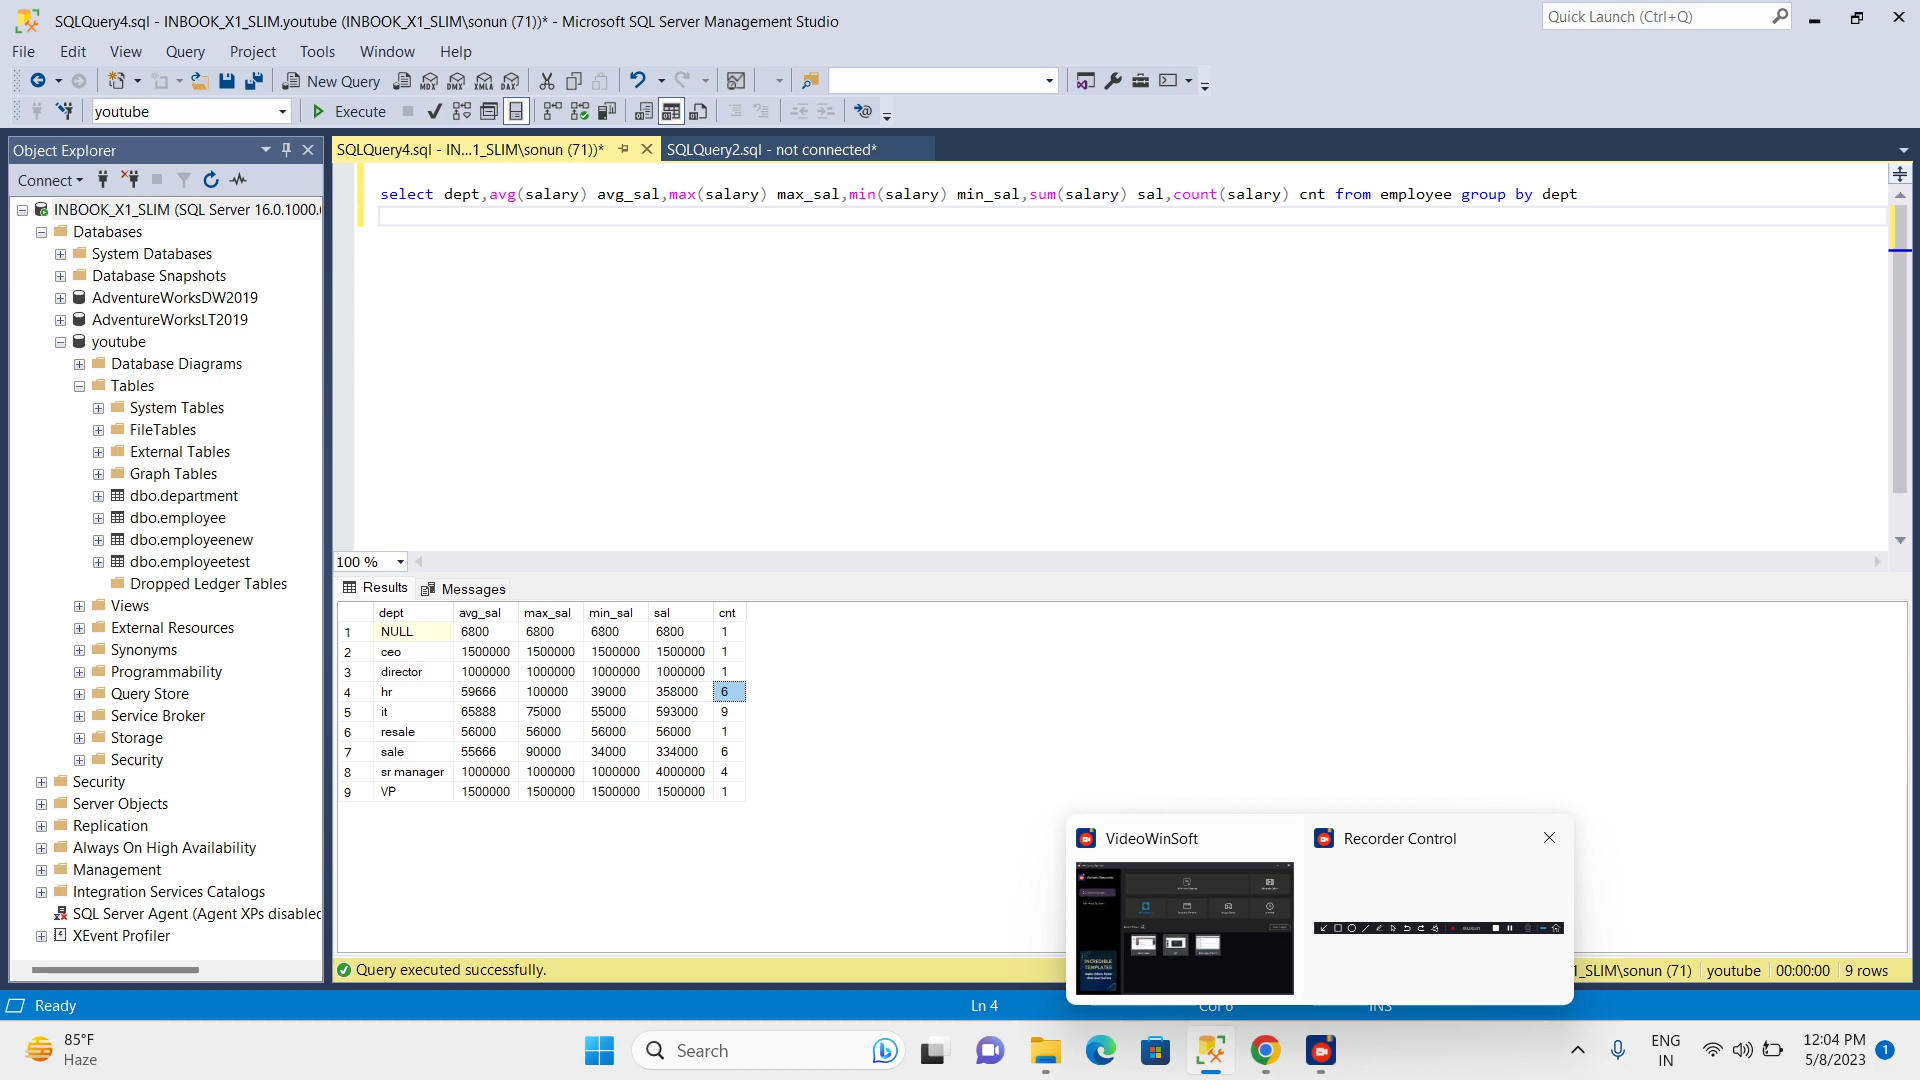 SQLQuery4.sql - INBOOK_X1_SLIM.youtube (INBOOK_X1_SLIM\sonun (71))* - Microsoft SQL Server Management Studio
Quick Launch (Ctrl+Q)
File Edit View Query Project Tools Window Help
New Query MDX DMX XMLA DAX
youtube Execute
Object Explorer
SQLQuery4.sql - IN...1_SLIM\sonun (71))* SQLQuery2.sql - not connected*
Connect
select dept,avg(salary) avg_sal,max(salary) max_sal,min(salary) min_sal,sum(salary) sal,count(salary) cnt from employee group by dept
INBOOK_X1_SLIM (SQL Server 16.0.1000.
Databases
System Databases
Database Snapshots
AdventureWorksDW2019
AdventureWorksLT2019
youtube
Database Diagrams
Tables
System Tables
FileTables
External Tables
Graph Tables
dbo.department
dbo.employee
dbo.employeenew
dbo.employeetest
Dropped Ledger Tables
Views
External Resources
Synonyms
Programmability
Query Store
Service Broker
Storage
Security
Security
Server Objects
Replication
Always On High Availability
Management
Integration Services Catalogs
SQL Server Agent (Agent XPs disabled
XEvent Profiler
100 %
Results Messages
dept avg_sal max_sal min_sal sal cnt
1 NULL 6800 6800 6800 6800 1
2 ceo 1500000 1500000 1500000 1500000 1
3 director 1000000 1000000 1000000 1000000 1
4 hr 59666 100000 39000 358000 6
5 it 65888 75000 55000 593000 9
6 resale 56000 56000 56000 56000 1
7 sale 55666 90000 34000 334000 6
8 sr manager 1000000 1000000 1000000 4000000 4
9 VP 1500000 1500000 1500000 1500000 1
VideoWinSoft Recorder Control
INCREDIBLE
TEMPLATES
Query executed successfully.
1_SLIM\sonun (71) youtube 00:00:00 9 rows
Ready Ln 4 Col 6 INS
85°F
Haze
Search
ENG
IN
12:04 PM
5/8/2023
1